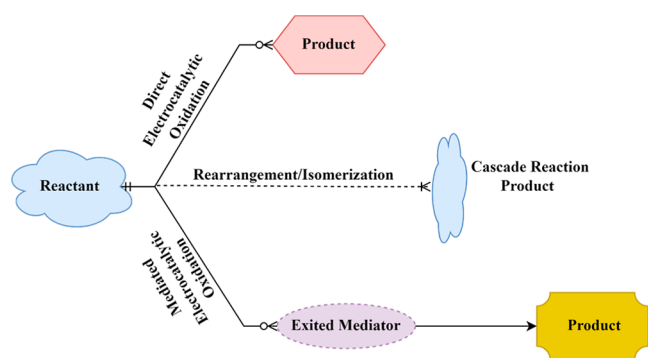 Product
Direct
Electrocatalytic
Oxidation
Reactant
Rearrangement/Isomerization
Cascade Reaction
Product
Mediated
Electrocatalytic
Oxidation
Exited Mediator
Product